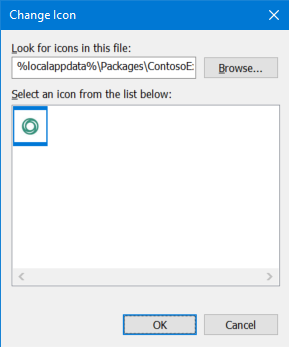 Change Icon
Look for icons in this file:
%localappdata%\Packages\ContosoE:
Browse...
Select an icon from the list below:
OK
Cancel